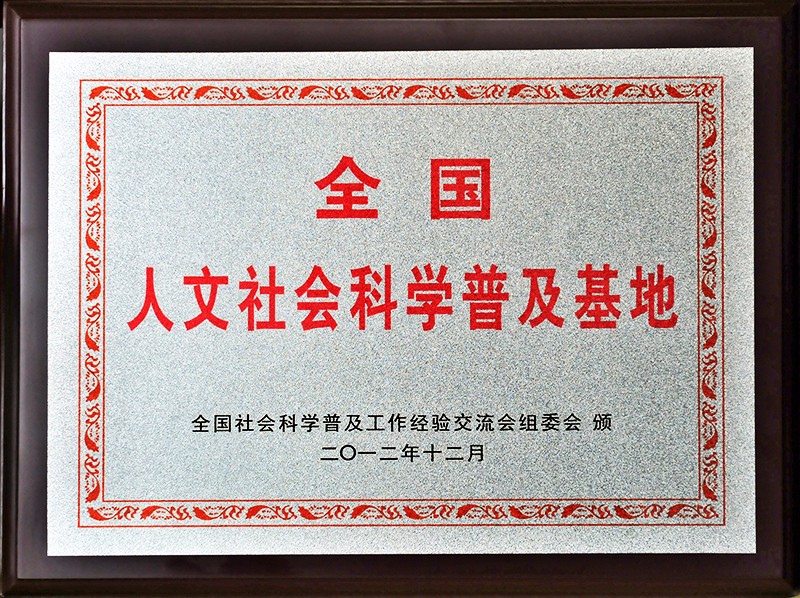 全国
人文社会科学普及基地
全国社会科学普及工作经验交流会组委会 颁
二〇一二年十二月